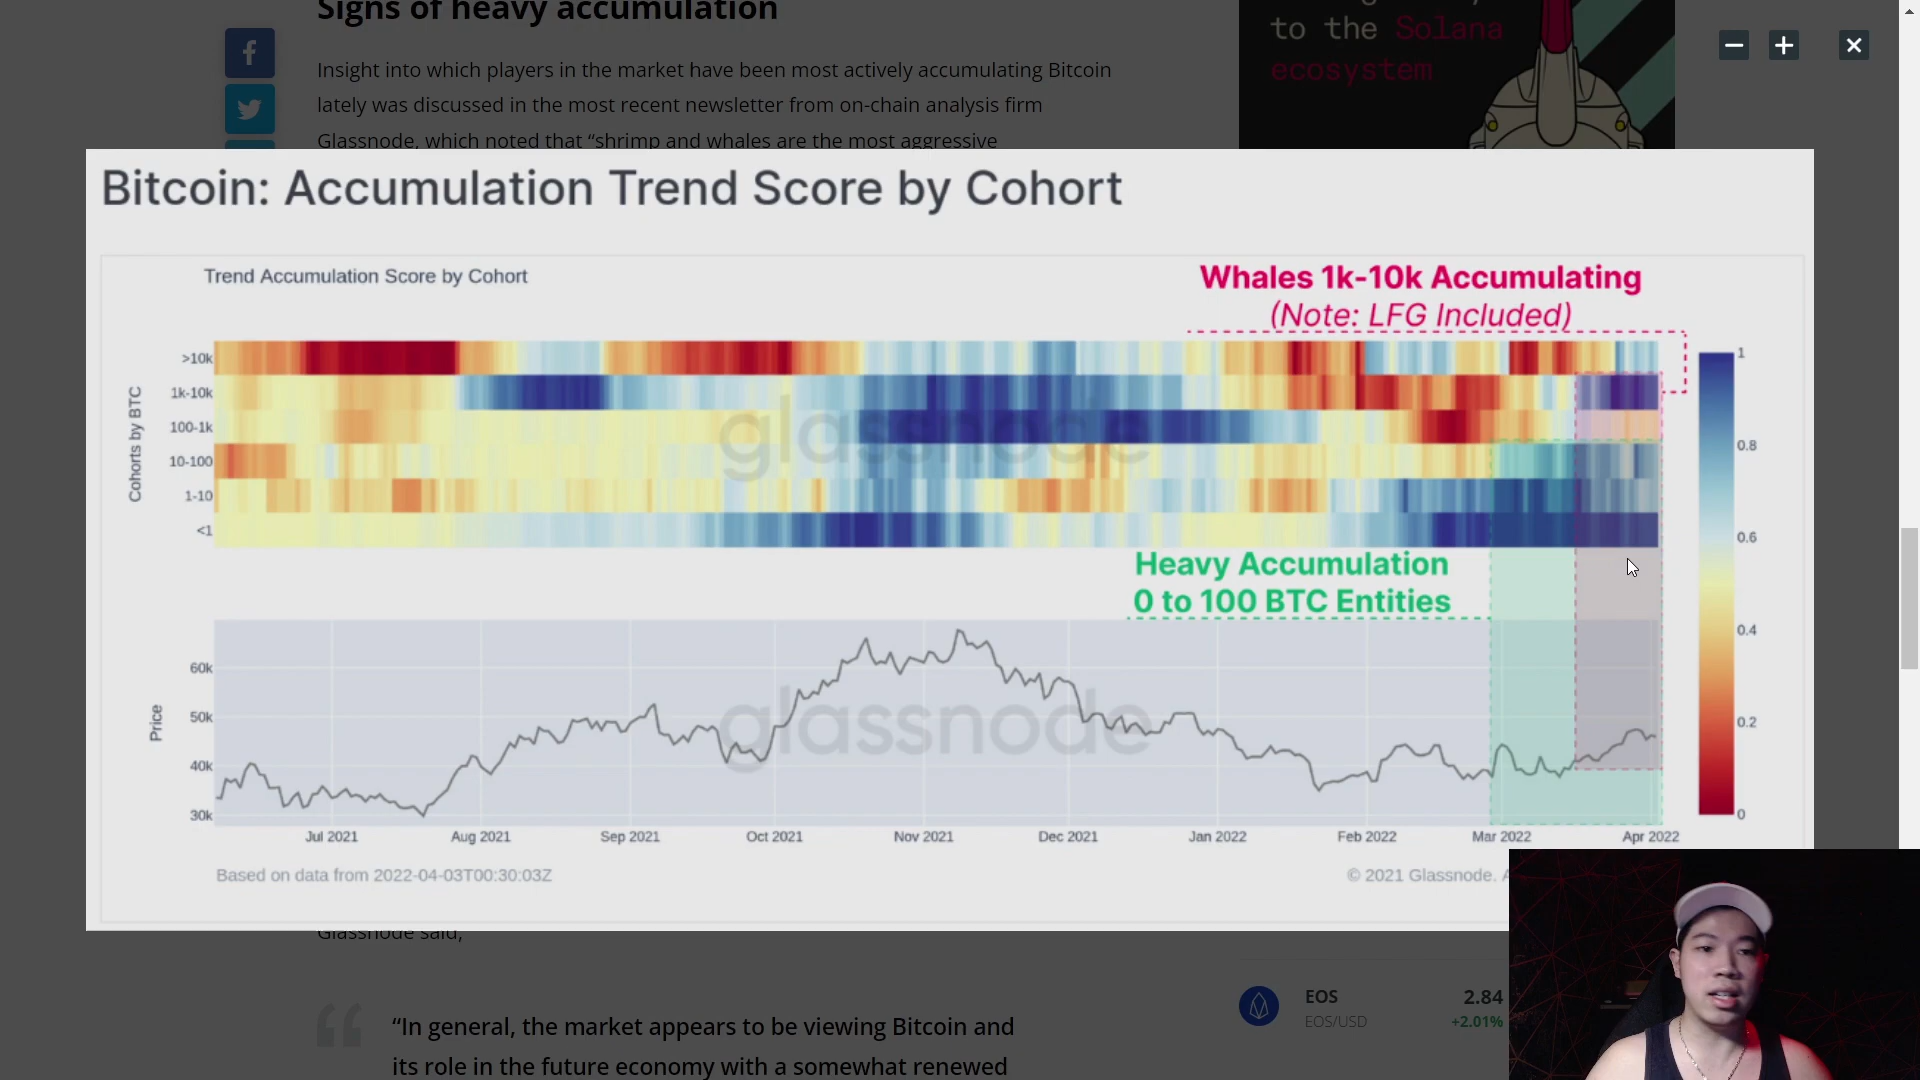 Signs of heavy accumulation
Insight into which players in the market have been most actively accumulating Bitcoin
lately was discussed in the most recent newsletter from on-chain analysis firm
Glassnode, which noted that “shrimp and whales are the most aggressive
to the Solana
ecosystem
Bitcoin: Accumulation Trend Score by Cohort
Trend Accumulation Score by Cohort
Whales 1k-10k Accumulating
(Note: LFG Included)
Cohorts by BTC
>10k
1k-10k
100-1k
10-100
1-10
<1
glassnode
1
0.8
0.6
0.4
0.2
0
Heavy Accumulation
0 to 100 BTC Entities
Price
60k
50k
40k
30k
glassnode
Jul 2021
Aug 2021
Sep 2021
Oct 2021
Nov 2021
Dec 2021
Jan 2022
Feb 2022
Mar 2022
Apr 2022
Based on data from 2022-04-03T00:30:03Z
© 2021 Glassnode.
Glassnode said,
“In general, the market appears to be viewing Bitcoin and
its role in the future economy with a somewhat renewed
EOS
2.84
EOS/USD
+2.01%